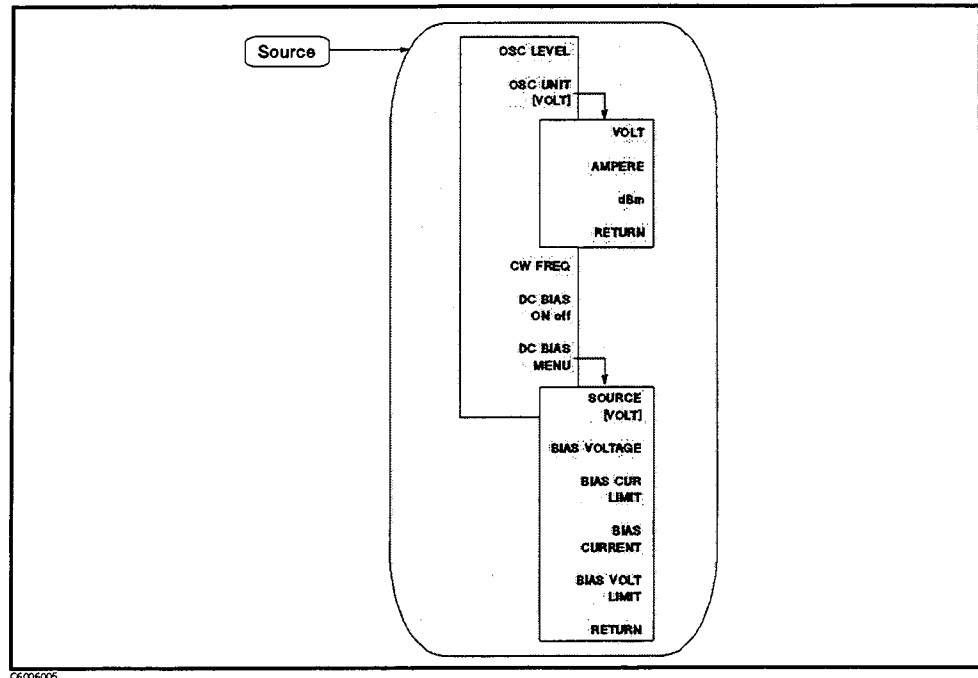 Source
OSC LEVEL
OSC UNIT
[VOLT]
VOLT
AMPERE
dBm
RETURN
CW FREQ
DC BIAS
ON off
DC BIAS
MENU
SOURCE
[VOLT]
BIAS VOLTAGE
BIAS CUR
LIMIT
BIAS
CURRENT
BIAS VOLT
LIMIT
RETURN
C6006005